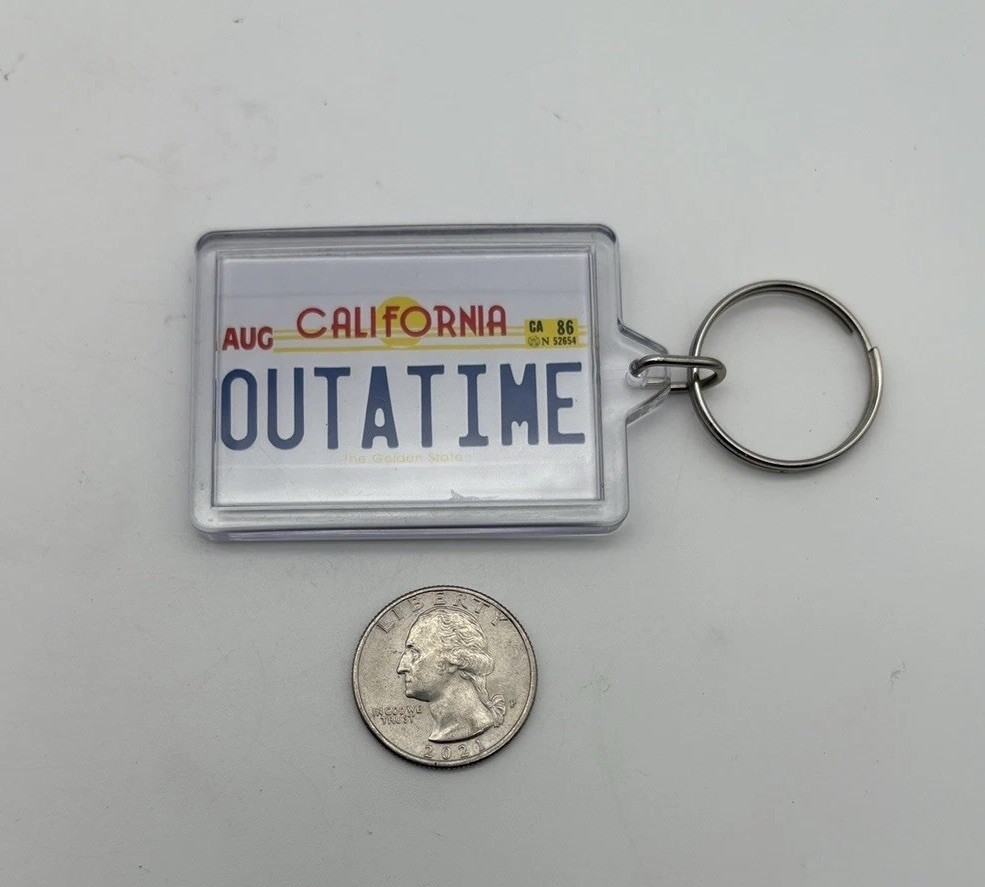 CALIFORNIA
AUG
CA 86
N 52654
OUTATIME
The Golden State
LIBERTY
IN GOD WE
TRUST
P
2021